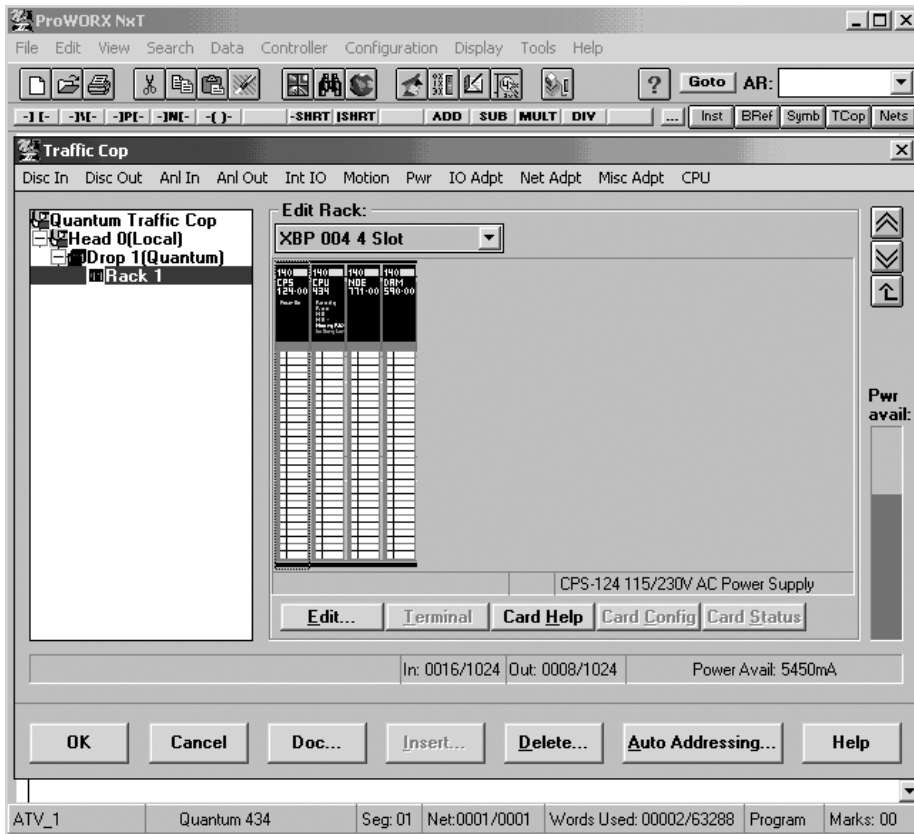 ProWORX NxT
File Edit View Search Data Controller Configuration Display Tools Help
Goto AR:
-] [- -]\[- -]P[- -]N[- -( )- -SHRT |SHRT ADD SUB MULT DIV ... Inst BRef Symb TCop Nets
Traffic Cop
Disc In Disc Out Anl In Anl Out Int IO Motion Pwr IO Adpt Net Adpt Misc Adpt CPU
Quantum Traffic Cop
Head 0(Local)
Drop 1(Quantum)
Rack 1
Edit Rack:
XBP 004 4 Slot
140 140 140 140
CPS CPU NOE DAM
124-00 434 771-00 590-00
Pwr avail:
CPS-124 115/230V AC Power Supply
Edit... Terminal Card Help Card Config Card Status
In: 0016/1024 Out: 0008/1024 Power Avail: 5450mA
OK Cancel Doc... Insert... Delete... Auto Addressing... Help
ATV_1 Quantum 434 Seg: 01 Net:0001/0001 Words Used: 00002/63288 Program Marks: 00